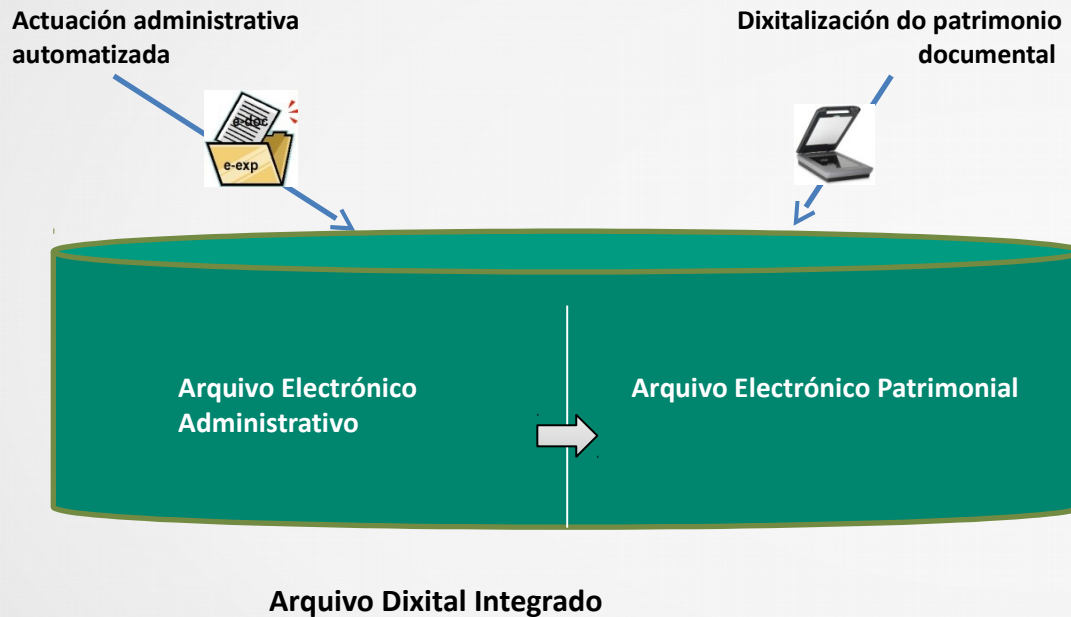 Actuación administrativa
automatizada
Dixitalización do patrimonio
documental
e-doc
e-exp
Arquivo Electrónico
Administrativo
Arquivo Electrónico Patrimonial
Arquivo Dixital Integrado